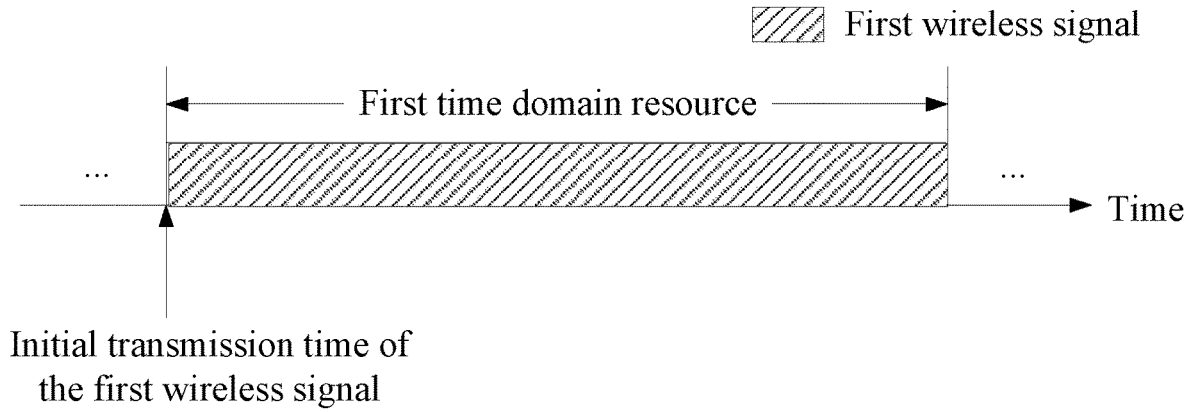 First wireless signal
First time domain resource
... ...
Time
Initial transmission time of
the first wireless signal